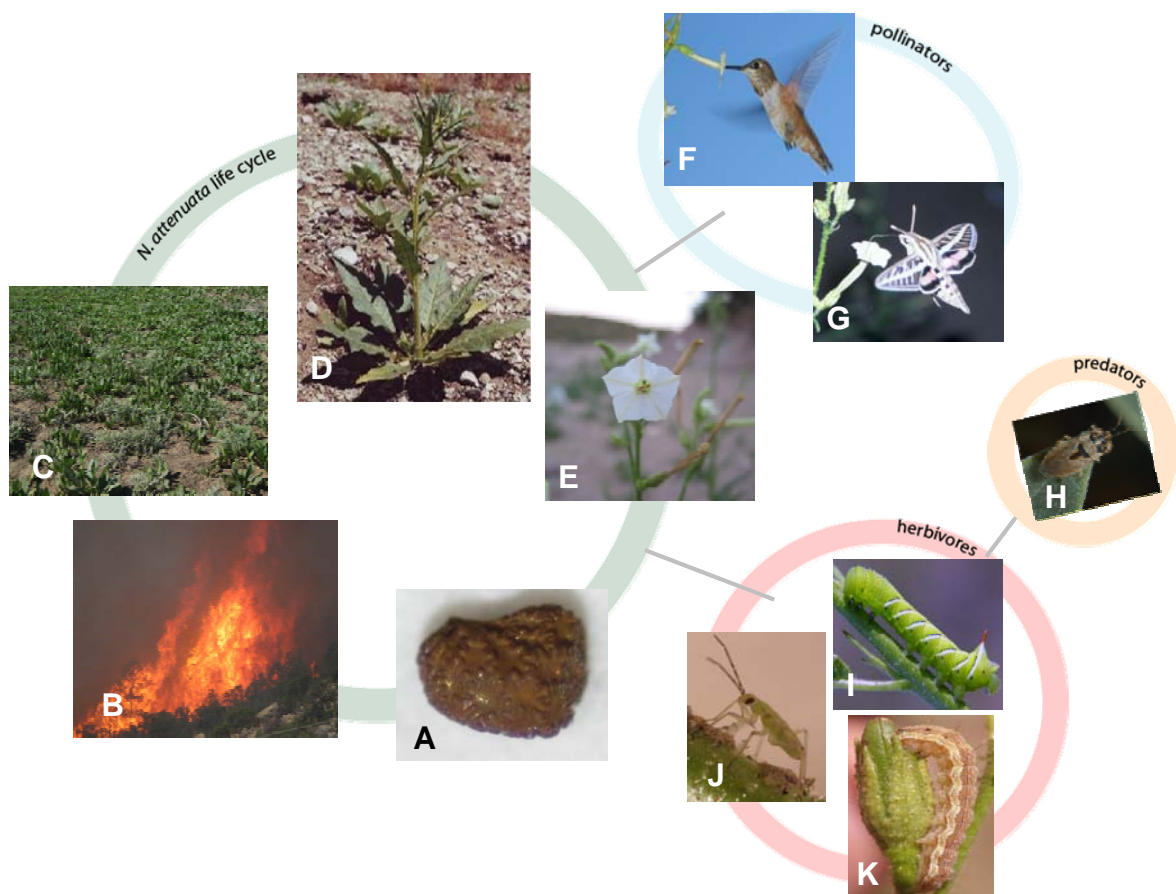 pollinators
F
N. attenuata life cycle
D
G
predators
C
E
H
herbivores
B
A
I
J
K